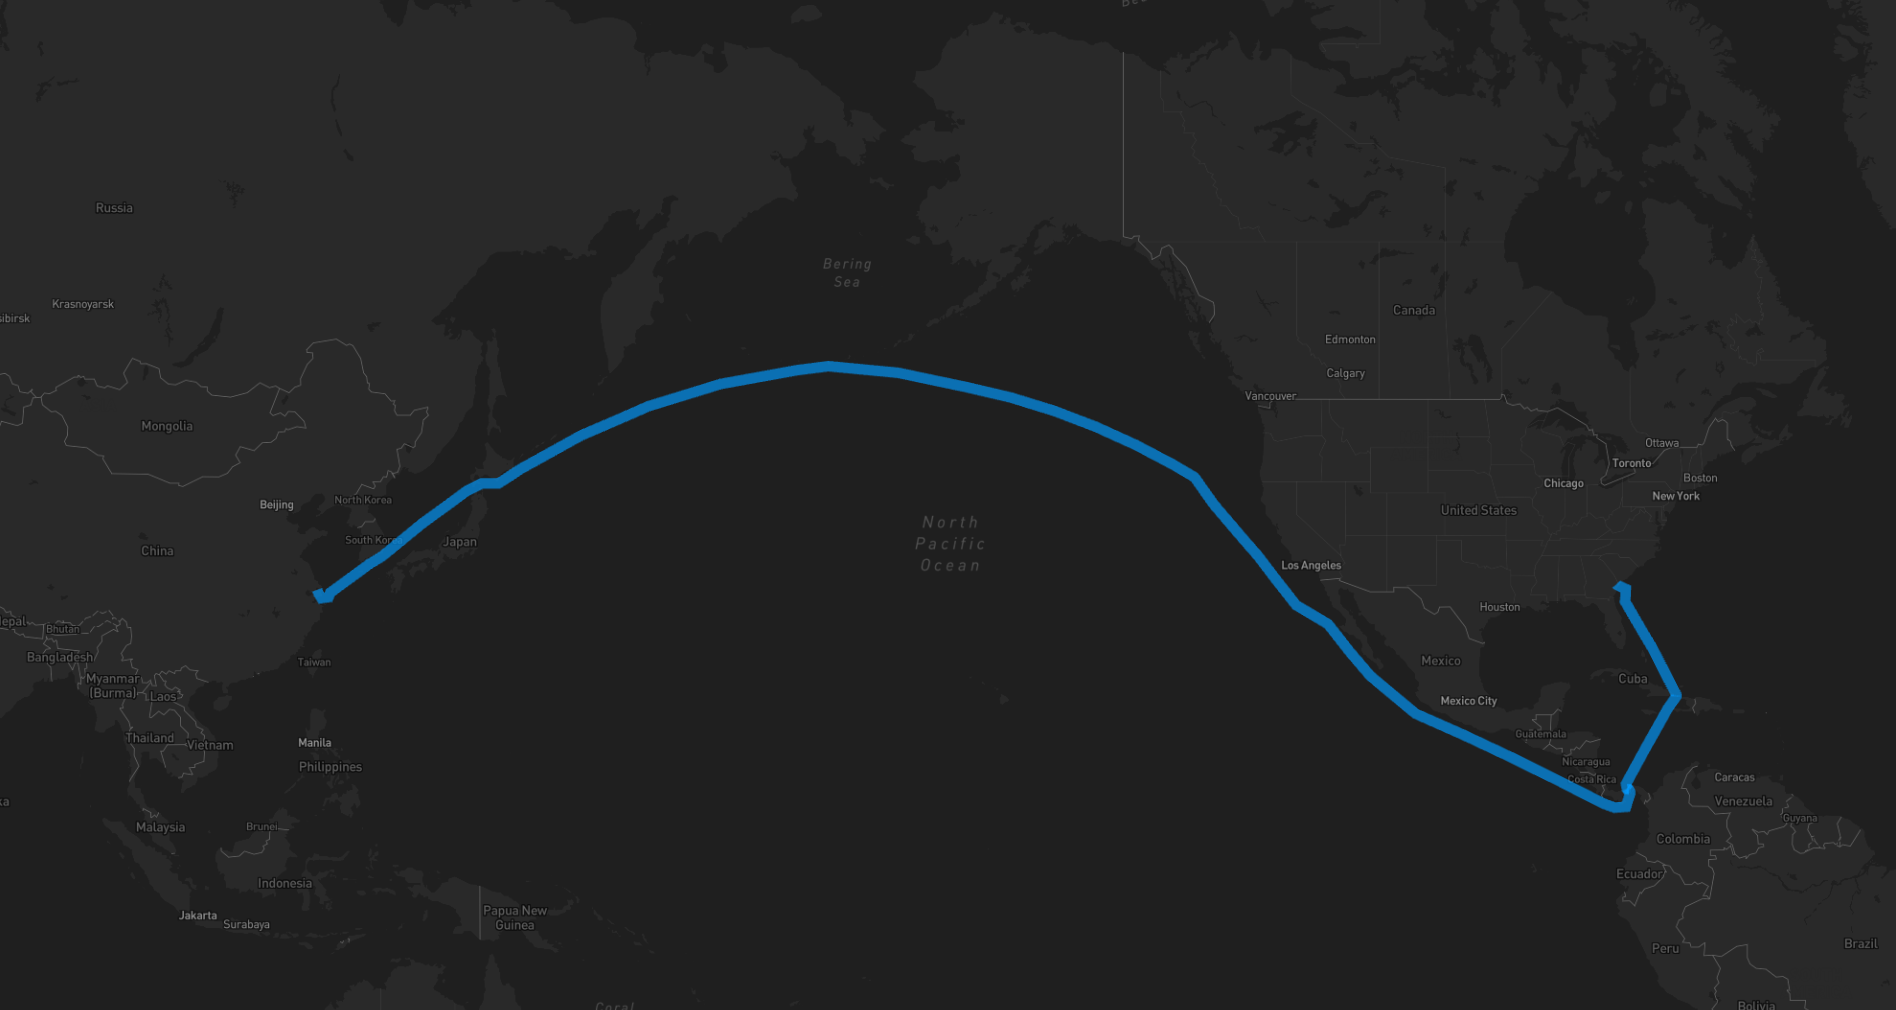 Russia
Bering
Sea
Krasnoyarsk
Canada
Edmonton
Calgary
Vancouver
Mongolia
Ottawa
Toronto
Boston
Chicago
New York
Beijing
North Korea
United States
North
Pacific
Ocean
South Korea
Japan
China
Los Angeles
Houston
Bhutan
Bangladesh
Taiwan
Mexico
Cuba
Myanmar
(Burma)
Laos
Mexico City
Guatemala
Thailand
Vietnam
Manila
Philippines
Nicaragua
Costa Rica
Caracas
Venezuela
Guyana
Malaysia
Brunei
Colombia
Ecuador
Indonesia
Jakarta
Surabaya
Papua New
Guinea
Peru
Brazil
Coral
Bolivia